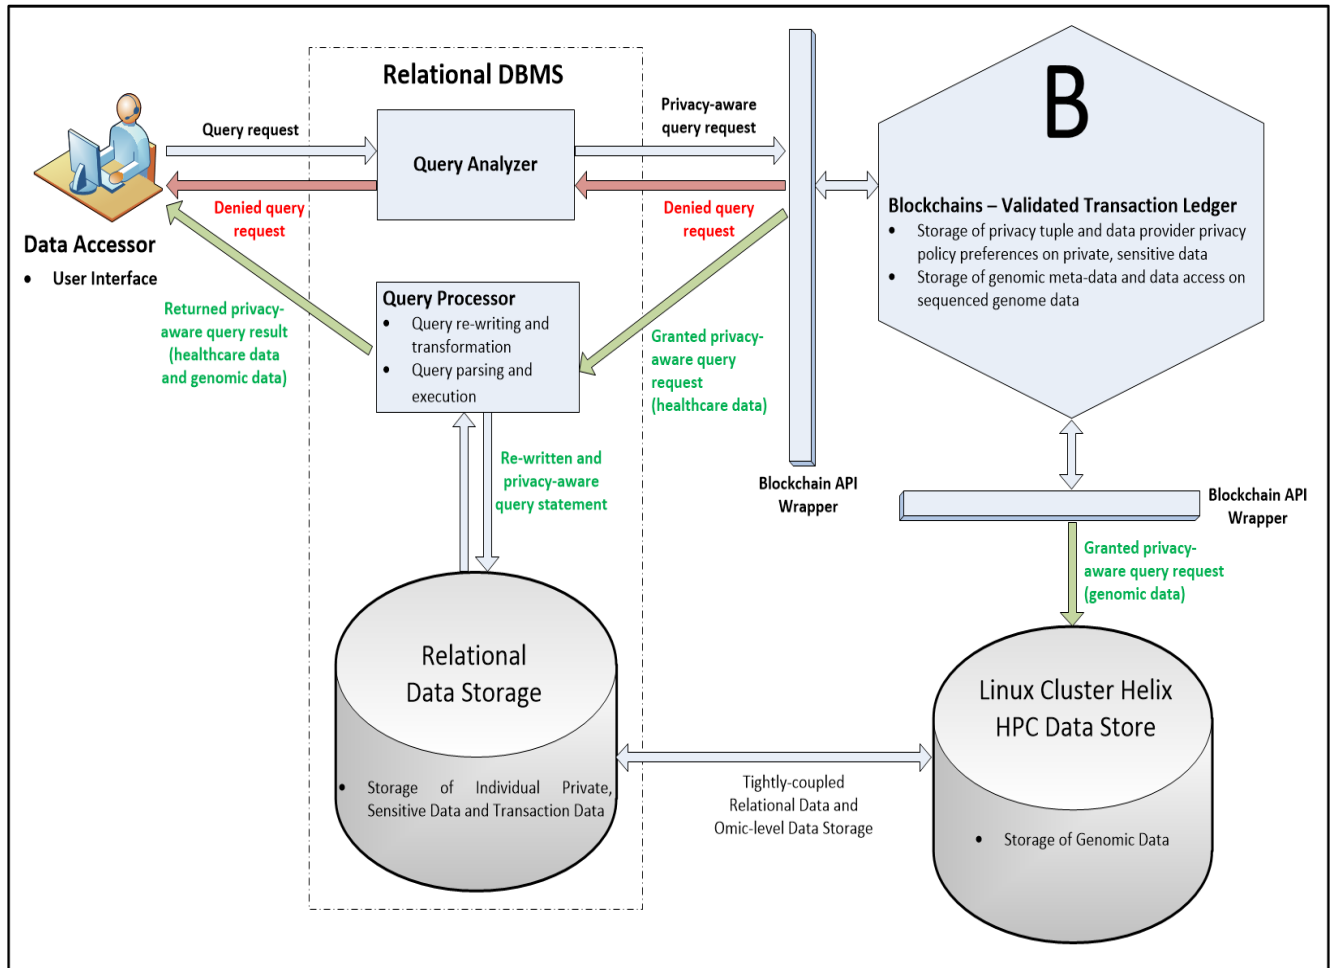 Relational DBMS
Query request
Query Analyzer
Privacy-aware
query request
B
Denied query
request
Denied query
request
Data Accessor
• User Interface
Blockchains – Validated Transaction Ledger
• Storage of privacy tuple and data provider privacy
policy preferences on private, sensitive data
• Storage of genomic meta-data and data access on
sequenced genome data
Returned privacy-
aware query result
(healthcare data
and genomic data)
Query Processor
• Query re-writing and
transformation
• Query parsing and
execution
Granted privacy-
aware query
request
(healthcare data)
Re-written and
privacy-aware
query statement
Blockchain API
Wrapper
Blockchain API
Wrapper
Granted privacy-
aware query request
(genomic data)
Relational
Data Storage
• Storage of Individual Private,
Sensitive Data and Transaction Data
Tightly-coupled
Relational Data and
Omic-level Data Storage
Linux Cluster Helix
HPC Data Store
• Storage of Genomic Data